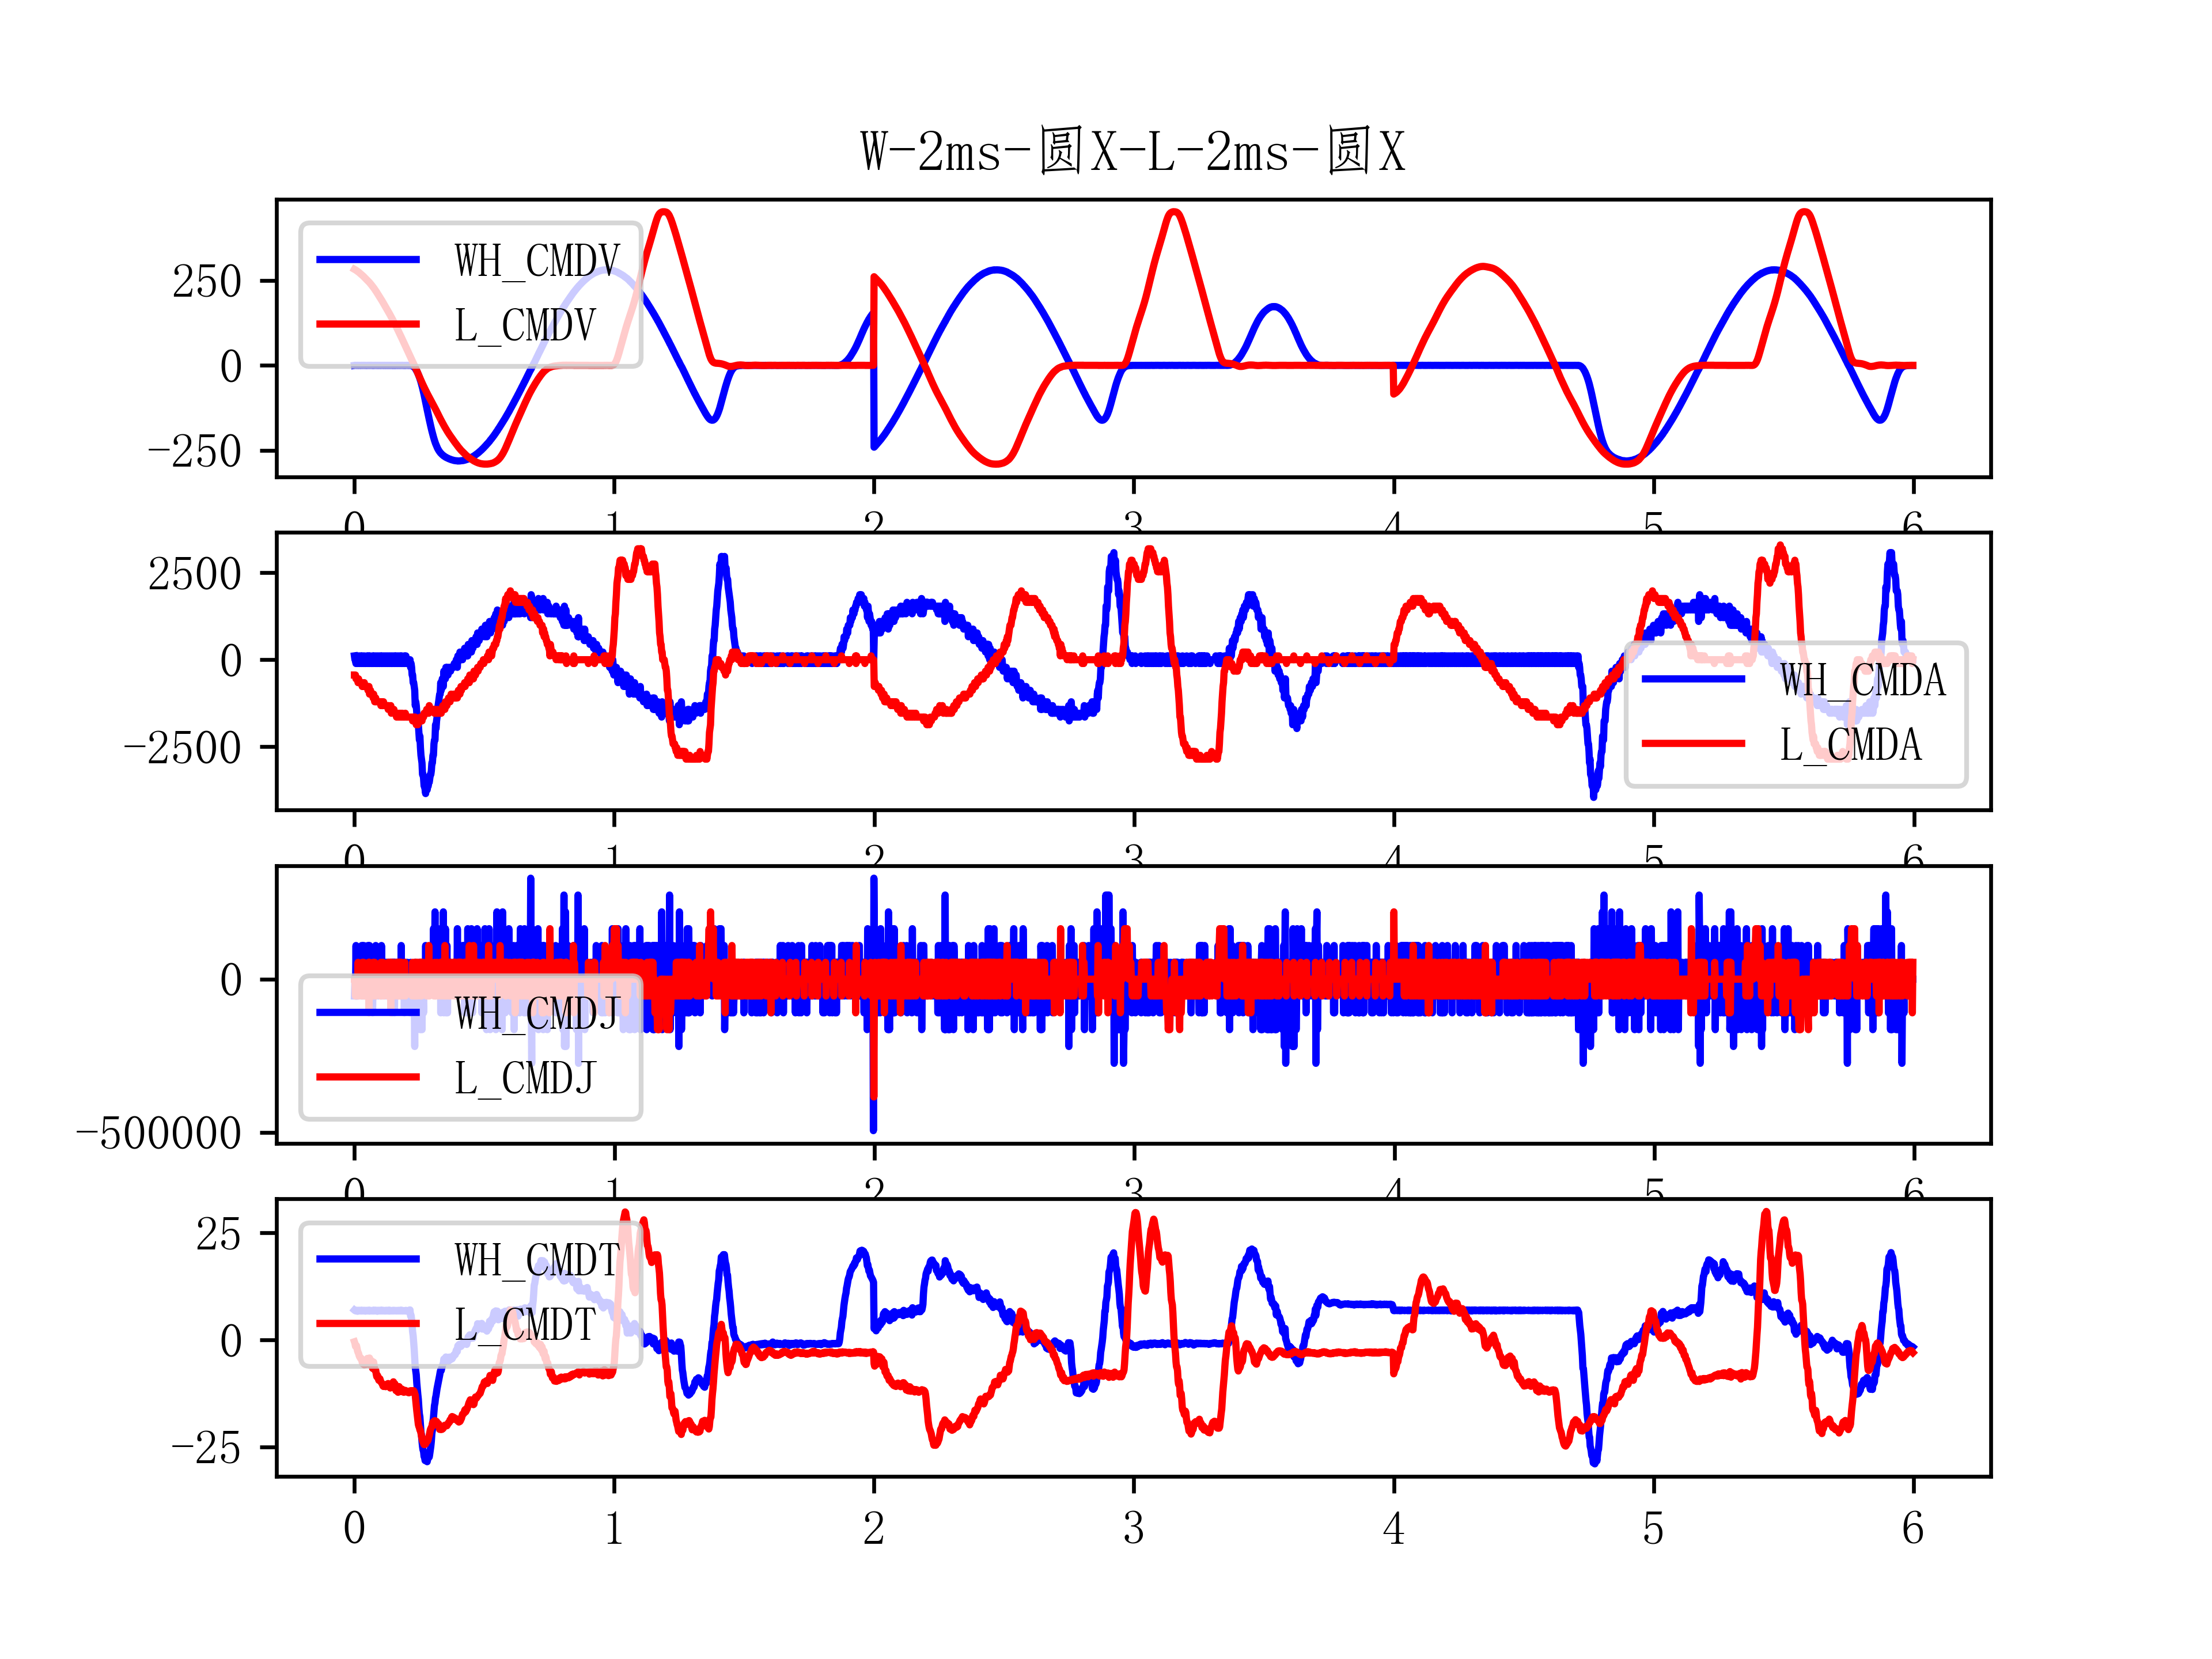 W-2ms-圆X-L-2ms-圆X
250
0
-250
WH_CMDV
L_CMDV
0 1 2 3 4 5 6
2500
0
-2500
WH_CMDA
L_CMDA
0 1 2 3 4 5 6
0
-500000
WH_CMDJ
L_CMDJ
0 1 2 3 4 5 6
25
0
-25
WH_CMDT
L_CMDT
0 1 2 3 4 5 6